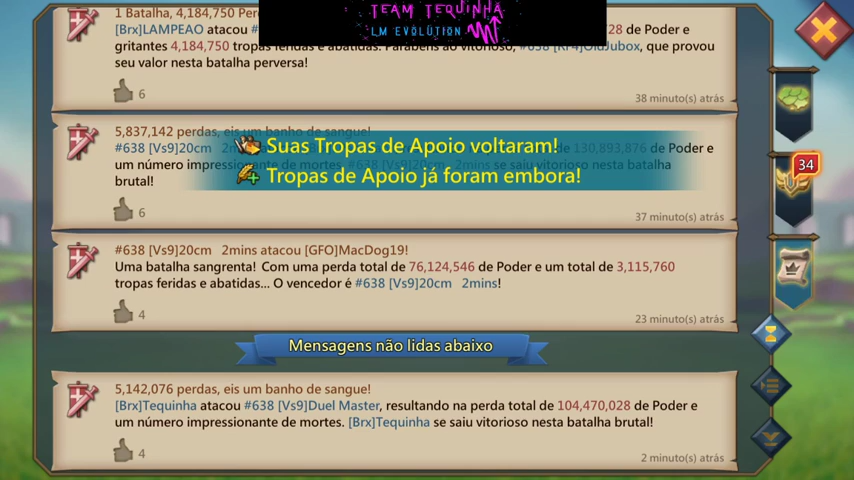 TEAM TEQUINHA
LM EVOLUTION
1 Batalha, 4,184,750 Per
[Brx]LAMPEAO atacou # 28 de Poder e
gritantes 4,184,750 tropas feridas e abatidas. Parabéns ao vitorioso, #638 [KF4]OldJubox, que provou
seu valor nesta batalha perversa!
6
38 minuto(s) atrás
5,837,142 perdas, eis um banho de sangue!
#638 [Vs9]20cm 2m 130,893,876 de Poder e
um número impressionante de mortes. #638 [Vs9]20cm 2mins se saiu vitorioso nesta batalha
brutal!
Suas Tropas de Apoio voltaram!
Tropas de Apoio já foram embora!
6
37 minuto(s) atrás
34
#638 [Vs9]20cm 2mins atacou [GFO]MacDog19!
Uma batalha sangrenta! Com uma perda total de 76,124,546 de Poder e um total de 3,115,760
tropas feridas e abatidas... O vencedor é #638 [Vs9]20cm 2mins!
4
23 minuto(s) atrás
Mensagens não lidas abaixo
5,142,076 perdas, eis um banho de sangue!
[Brx]Tequinha atacou #638 [Vs9]Duel Master, resultando na perda total de 104,470,028 de Poder e
um número impressionante de mortes. [Brx]Tequinha se saiu vitorioso nesta batalha brutal!
4
2 minuto(s) atrás